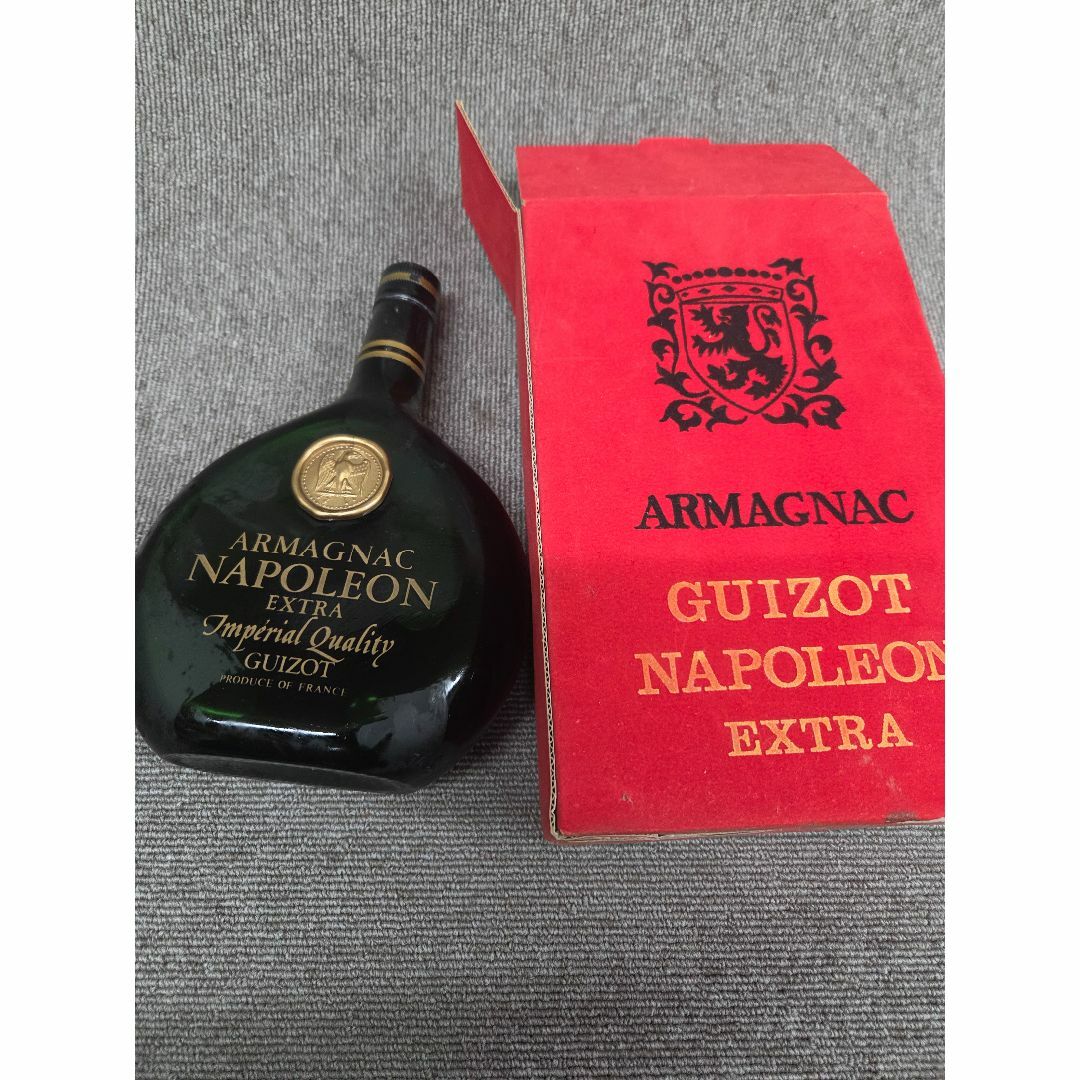 ARMAGNAC
NAPOLEON
EXTRA
Impérial Quality
GUIZOT
PRODUCE OF FRANCE
ARMAGNAC
GUIZOT
NAPOLEON
EXTRA